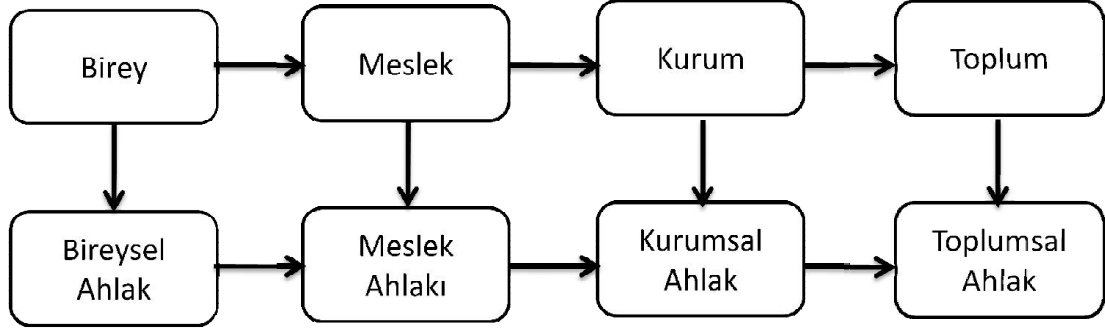 Birey
Meslek
Kurum
Toplum
Bireysel
Ahlak
Meslek
Ahlakı
Kurumsal
Ahlak
Toplumsal
Ahlak